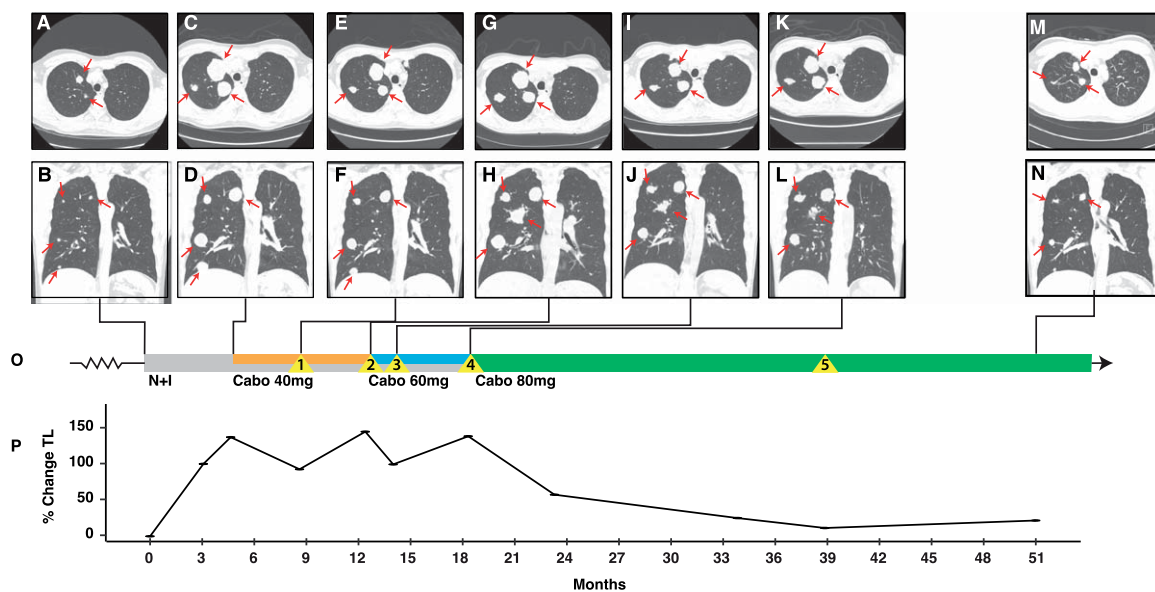 A C E G I K M
B D F H J L N
O 1 2 3 4 5
N+I Cabo 40mg Cabo 60mg Cabo 80mg
P
% Change TL
150
100
50
0
0 3 6 9 12 15 18 21 24 27 30 33 36 39 42 45 48 51
Months